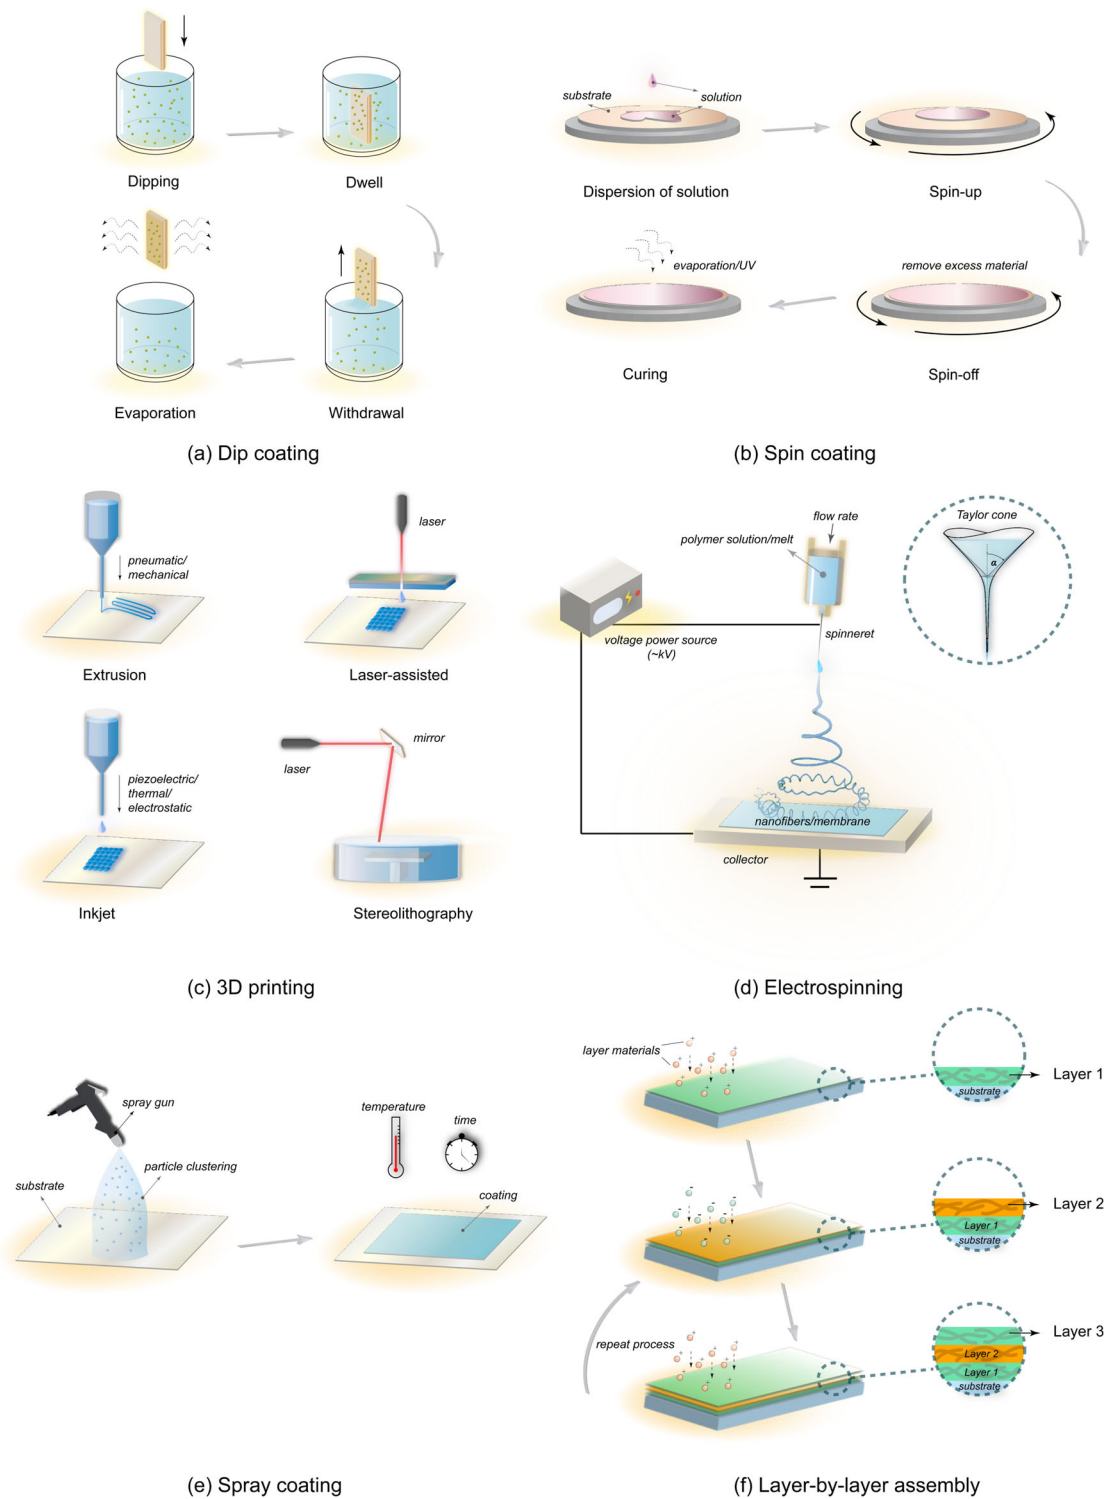 Dipping
Dwell
Evaporation
Withdrawal
(a) Dip coating
substrate
solution
Dispersion of solution
Spin-up
evaporation/UV
remove excess material
Curing
Spin-off
(b) Spin coating
pneumatic/
mechanical
Extrusion
laser
Laser-assisted
piezoelectric/
thermal/
electrostatic
Inkjet
laser
mirror
Stereolithography
(c) 3D printing
flow rate
polymer solution/melt
voltage power source
(~kV)
spinneret
Taylor cone
α
nanofibers/membrane
collector
(d) Electrospinning
spray gun
particle clustering
substrate
temperature
time
coating
(e) Spray coating
layer materials
Layer 1
substrate
Layer 2
Layer 1
substrate
repeat process
Layer 3
Layer 2
Layer 1
substrate
(f) Layer-by-layer assembly